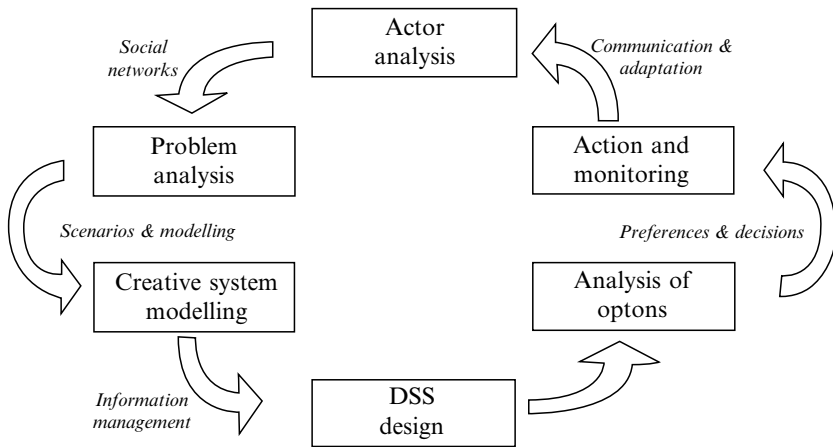 Actor
analysis
Social
networks
Communication &
adaptation
Problem
analysis
Action and
monitoring
Scenarios & modelling
Preferences & decisions
Creative system
modelling
Analysis of
optons
Information
management
DSS
design